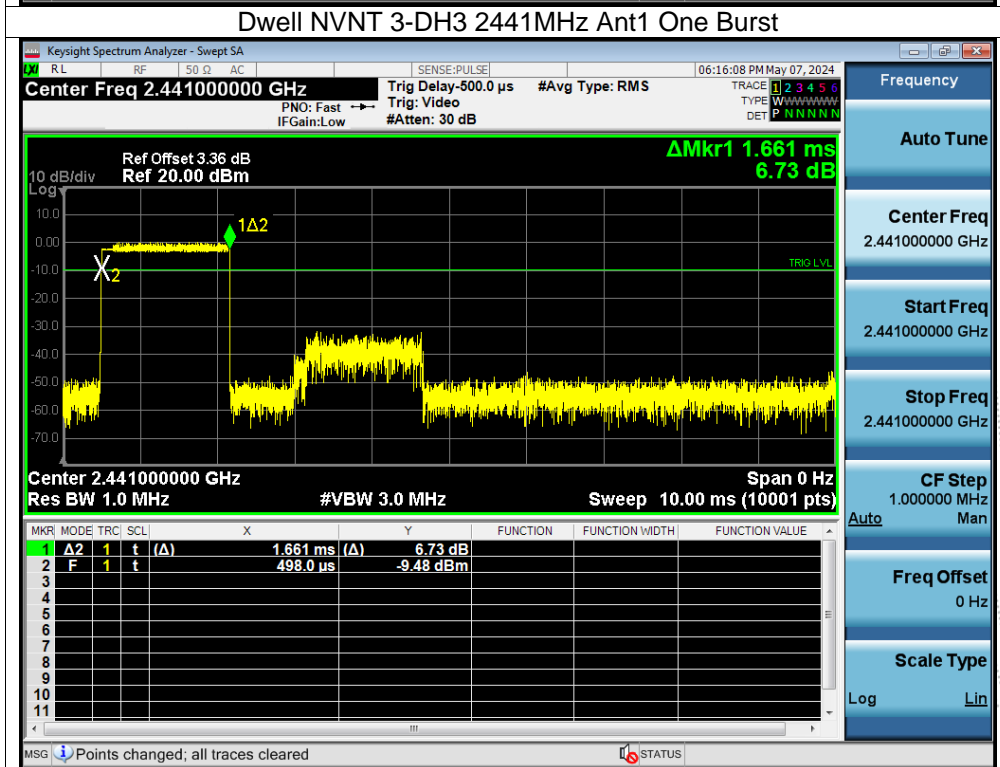 Dwell NVNT 3-DH3 2441MHz Ant1 One Burst
Keysight Spectrum Analyzer - Swept SA
LXI RL RF 50 Ω AC SENSE:PULSE 06:16:08 PM May 07, 2024
Center Freq 2.441000000 GHz Trig Delay-500.0 µs #Avg Type: RMS TRACE 1 2 3 4 5 6
PNO: Fast Trig: Video TYPE WWWWWW
IFGain:Low #Atten: 30 dB DET P N N N N N
Frequency
Auto Tune
Center Freq
2.441000000 GHz
Start Freq
2.441000000 GHz
Stop Freq
2.441000000 GHz
CF Step
1.000000 MHz
Auto Man
Freq Offset
0 Hz
Scale Type
Log Lin
ΔMkr1 1.661 ms
6.73 dB
Ref Offset 3.36 dB
10 dB/div Ref 20.00 dBm
Log
10.0
0.00
-10.0
-20.0
-30.0
-40.0
-50.0
-60.0
-70.0
1Δ2
X2
TRIG LVL
Center 2.441000000 GHz Span 0 Hz
Res BW 1.0 MHz #VBW 3.0 MHz Sweep 10.00 ms (10001 pts)
MKR MODE TRC SCL X Y FUNCTION FUNCTION WIDTH FUNCTION VALUE
1 Δ2 1 t (Δ) 1.661 ms (Δ) 6.73 dB
2 F 1 t 498.0 µs -9.48 dBm
3
4
5
6
7
8
9
10
11
MSG Points changed; all traces cleared STATUS